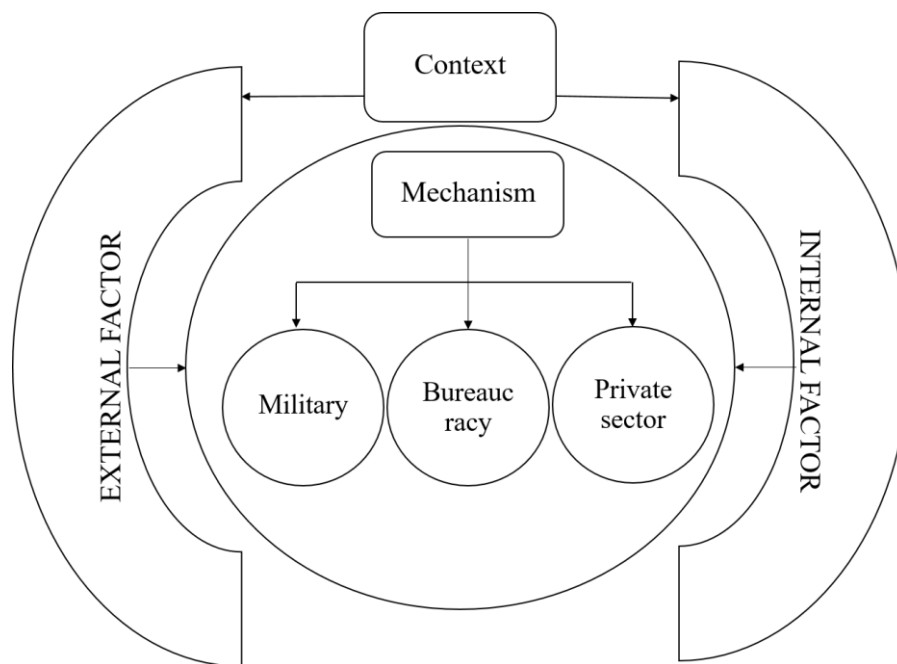 Context
Mechanism
EXTERNAL FACTOR
INTERNAL FACTOR
Military
Bureauc
racy
Private
sector